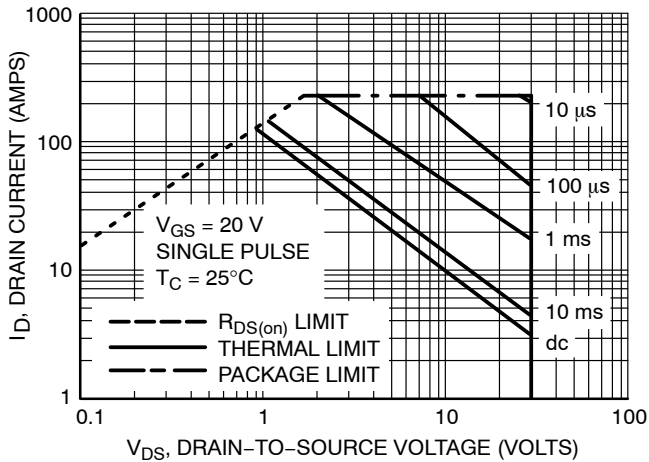 1000
100
10
1
I_D, DRAIN CURRENT (AMPS)
10 µs
100 µs
1 ms
10 ms
dc
V_GS = 20 V
SINGLE PULSE
T_C = 25°C
R_DS(on) LIMIT
THERMAL LIMIT
PACKAGE LIMIT
0.1
1
10
100
V_DS, DRAIN−TO−SOURCE VOLTAGE (VOLTS)